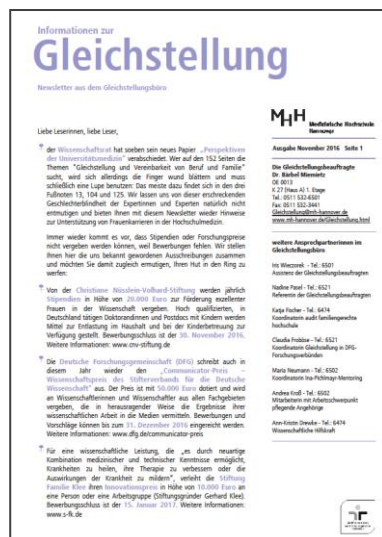 Informationen zur
Gleichstellung
Newsletter aus dem Gleichstellungsbüro
Liebe Leserinnen, liebe Leser,
der Wissenschaftsrat hat soeben sein neues Papier „Perspektiven
der Universitätsmedizin" verabschiedet. Wer auf den 152 Seiten die
Themen "Gleichstellung und Vereinbarkeit von Beruf und Familie"
sucht, wird sich allerdings die Finger wund blättern und muss
schließlich eine Lupe benutzen: Das meiste dazu findet sich in den drei
Fußnoten 13, 104 und 125. Wir lassen uns von dieser erschreckenden
Geschlechterblindheit der Expertinnen und Experten natürlich nicht
entmutigen und bieten Ihnen mit diesem Newsletter wieder Hinweise
zur Unterstützung von Frauenkarrieren in der Hochschulmedizin.
Immer wieder kommt es vor, dass Stipendien oder Forschungspreise
nicht vergeben werden können, weil Bewerbungen fehlen. Wir stellen
Ihnen hier die uns bekannt gewordenen Ausschreibungen zusammen
und möchten Sie damit zugleich ermutigen, Ihren Hut in den Ring zu
werfen:
Von der Christiane Nüsslein-Volhard-Stiftung werden jährlich
Stipendien in Höhe von 20.000 Euro zur Förderung exzellenter
Frauen in der Wissenschaft vergeben. Hoch qualifizierten, in
Deutschland tätigen Doktorandinnen und Postdocs mit Kindern werden
Mittel zur Entlastung im Haushalt und bei der Kinderbetreuung zur
Verfügung gestellt. Bewerbungsschluss ist der 30. November 2016.
Weitere Informationen: www.cnv-stiftung.de
Die Deutsche Forschungsgemeinschaft (DFG) schreibt auch in
diesem Jahr wieder den „Communicator-Preis –
Wissenschaftspreis des Stifterverbands für die Deutsche
Wissenschaft" aus. Der Preis ist mit 50.000 Euro dotiert und wird
an Wissenschaftlerinnen und Wissenschaftler aus allen Fachgebieten
vergeben, die in herausragender Weise die Ergebnisse ihrer
wissenschaftlichen Arbeit in die Medien vermitteln. Bewerbungen und
Vorschläge können bis zum 31. Dezember 2016 eingereicht werden.
Weitere Informationen: www.dfg.de/communicator-preis
Für eine wissenschaftliche Leistung, die „es durch neuartige
Kombination medizinischer und technischer Kenntnisse ermöglicht,
Krankheiten zu heilen, ihre Therapie zu verbessern oder die
Auswirkungen der Krankheit zu mildern", verleiht die Stiftung
Familie Klee ihren Innovationspreis in Höhe von 10.000 Euro an
eine Person oder eine Arbeitsgruppe (Stiftungsgründer Gerhard Klee).
Bewerbungsschluss ist der 15. Januar 2017. Weitere Informationen:
www.s-fk.de
MHH Medizinische Hochschule
Hannover
Ausgabe November 2016 Seite 1
Die Gleichstellungsbeauftragte
Dr. Bärbel Miemietz
OE 0013
K 27 (Haus A) 1. Etage
Tel.: 0511 532-6501
Fax: 0511 532-3441
Gleichstellung@mh-hannover.de
www.mh-hannover.de/Gleichstellung.html
weitere Ansprechpartnerinnen im
Gleichstellungsbüro
Iris Wieczorek - Tel.: 6501
Assistenz der Gleichstellungsbeauftragten
Nadine Pasel - Tel.: 6521
Referentin der Gleichstellungsbeauftragten
Katja Fischer - Tel. 6474
Koordinatorin audit familiengerechte
hochschule
Claudia Froböse - Tel.: 6521
Koordinatorin Gleichstellung in DFG-
Forschungsverbünden
Maria Neumann - Tel.: 6502
Koordinatorin Ina-Pichlmayr-Mentoring
Andrea Kroß - Tel.: 6502
Mitarbeiterin mit Arbeitsschwerpunkt
pflegende Angehörige
Ann-Kristin Drewke - Tel.: 6474
Wissenschaftliche Hilfskraft